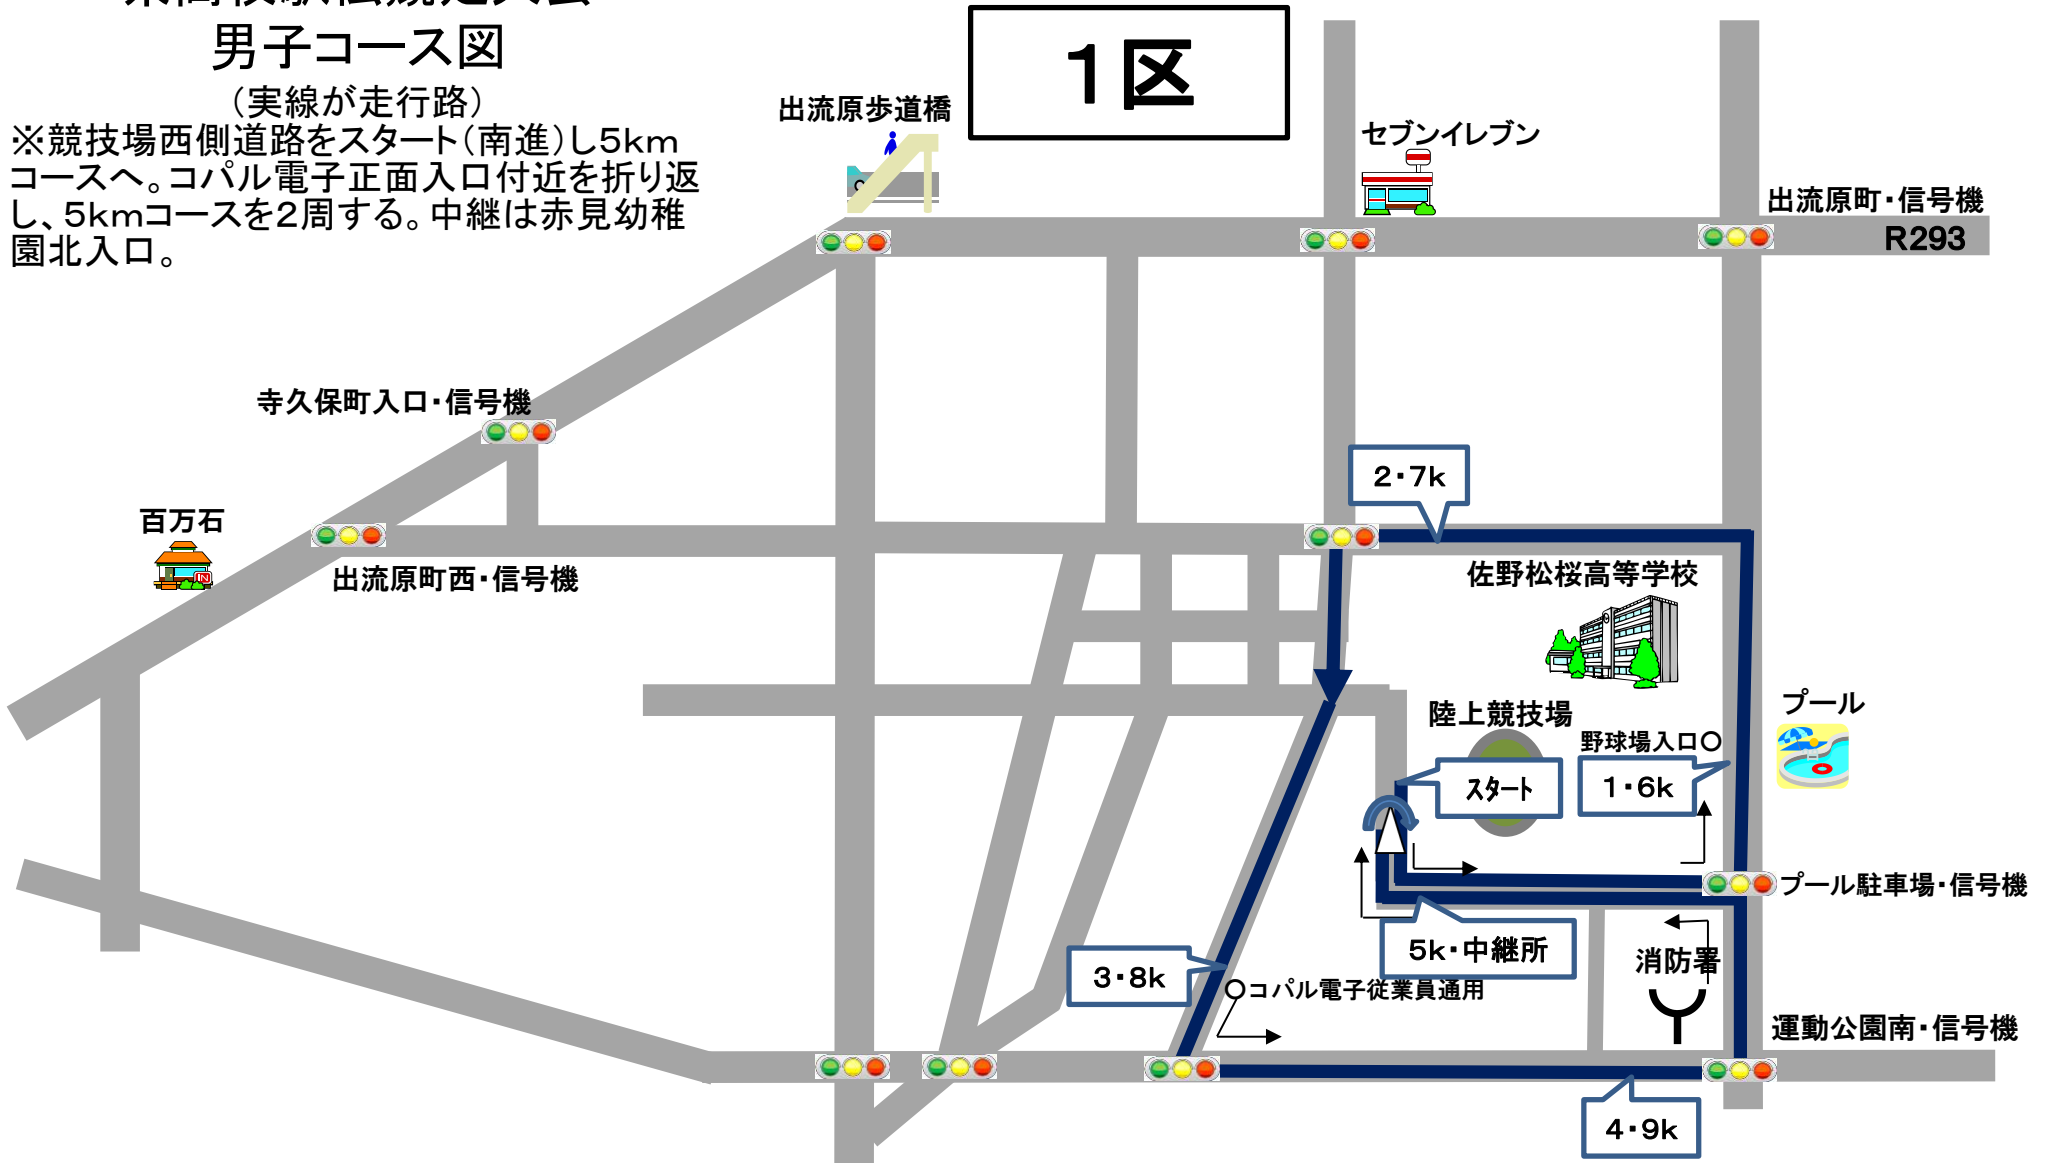 男子コース図
（実線が走行路）
※競技場西側道路をスタート（南進）し５ｋｍ
コースへ。コパル電子正面入口付近を折り返
し、５ｋｍコースを２周する。中継は赤見幼稚
園北入口。
１区
出流原歩道橋
セブンイレブン
出流原町・信号機
R293
寺久保町入口・信号機
2・7k
百万石
出流原町西・信号機
佐野松桜高等学校
陸上競技場
プール
野球場入口○
スタート
1・6k
プール駐車場・信号機
5k・中継所
消防署
3・8k
○コパル電子従業員通用
運動公園南・信号機
4・9k